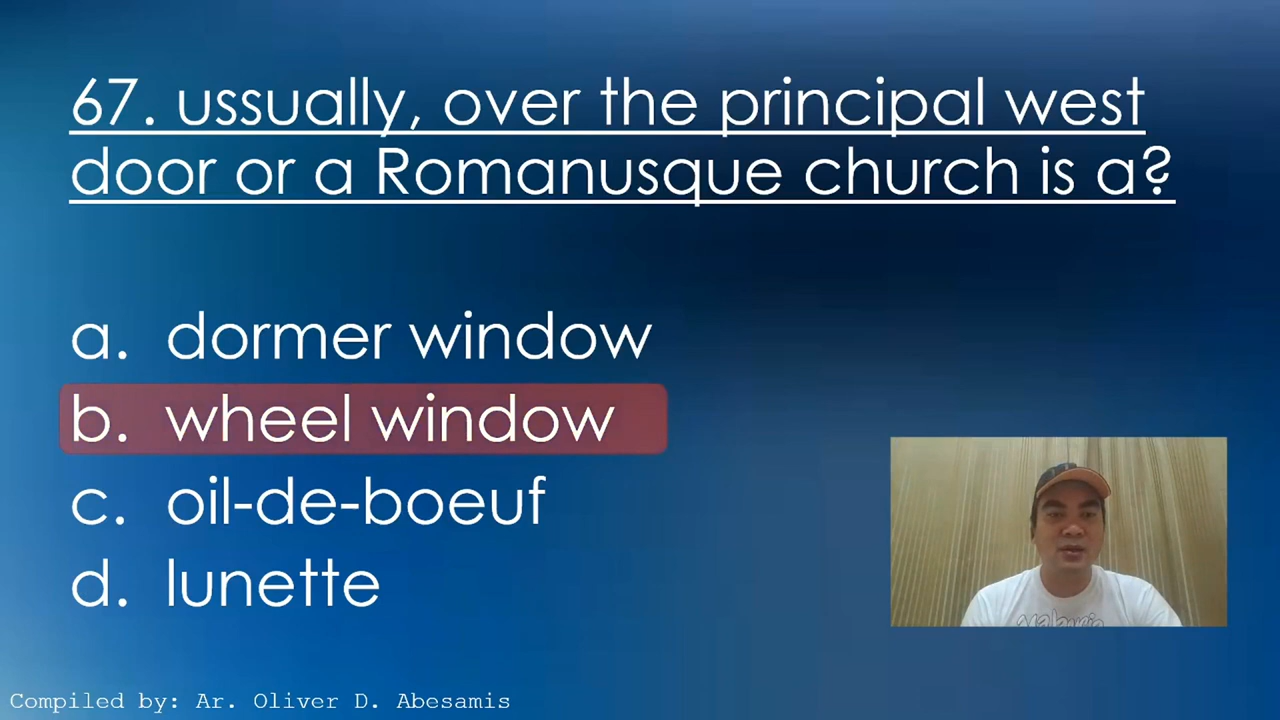 67. ussually, over the principal west
door or a Romanusque church is a?
a. dormer window
b. wheel window
c. oil-de-boeuf
d. lunette
Compiled by: Ar. Oliver D. Abesamis